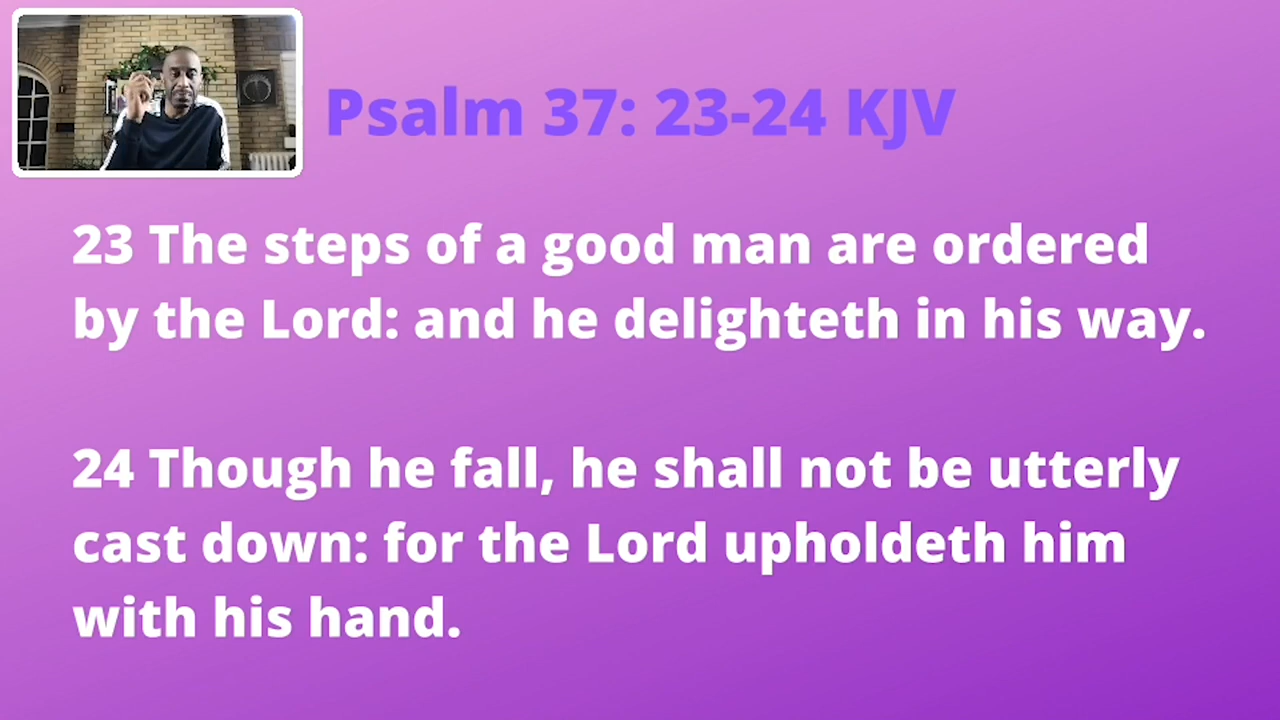 Psalm 37: 23-24 KJV
23 The steps of a good man are ordered
by the Lord: and he delighteth in his way.
24 Though he fall, he shall not be utterly
cast down: for the Lord upholdeth him
with his hand.